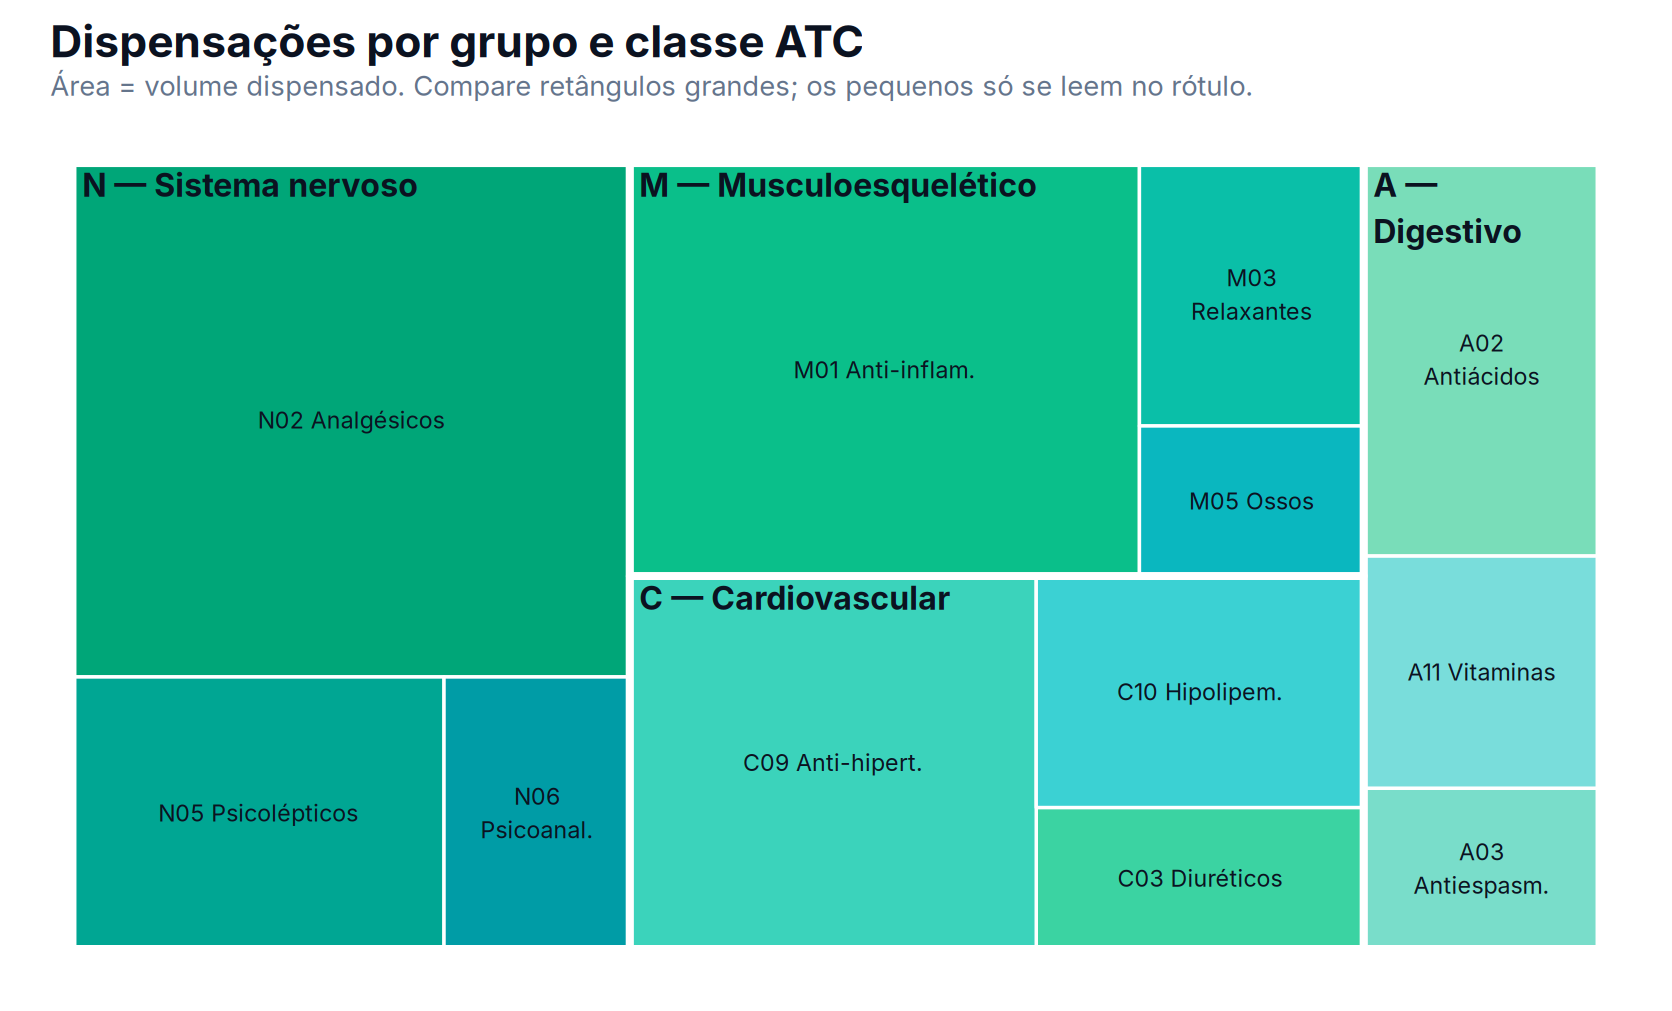 Dispensações por grupo e classe ATC
Área = volume dispensado. Compare retângulos grandes; os pequenos só se leem no rótulo.
N — Sistema nervoso
N02 Analgésicos
N05 Psicolépticos
N06
Psicoanal.
M — Musculoesquelético
M01 Anti-inflam.
M03
Relaxantes
M05 Ossos
C — Cardiovascular
C09 Anti-hipert.
C10 Hipolipem.
C03 Diuréticos
A —
Digestivo
A02
Antiácidos
A11 Vitaminas
A03
Antiespasm.